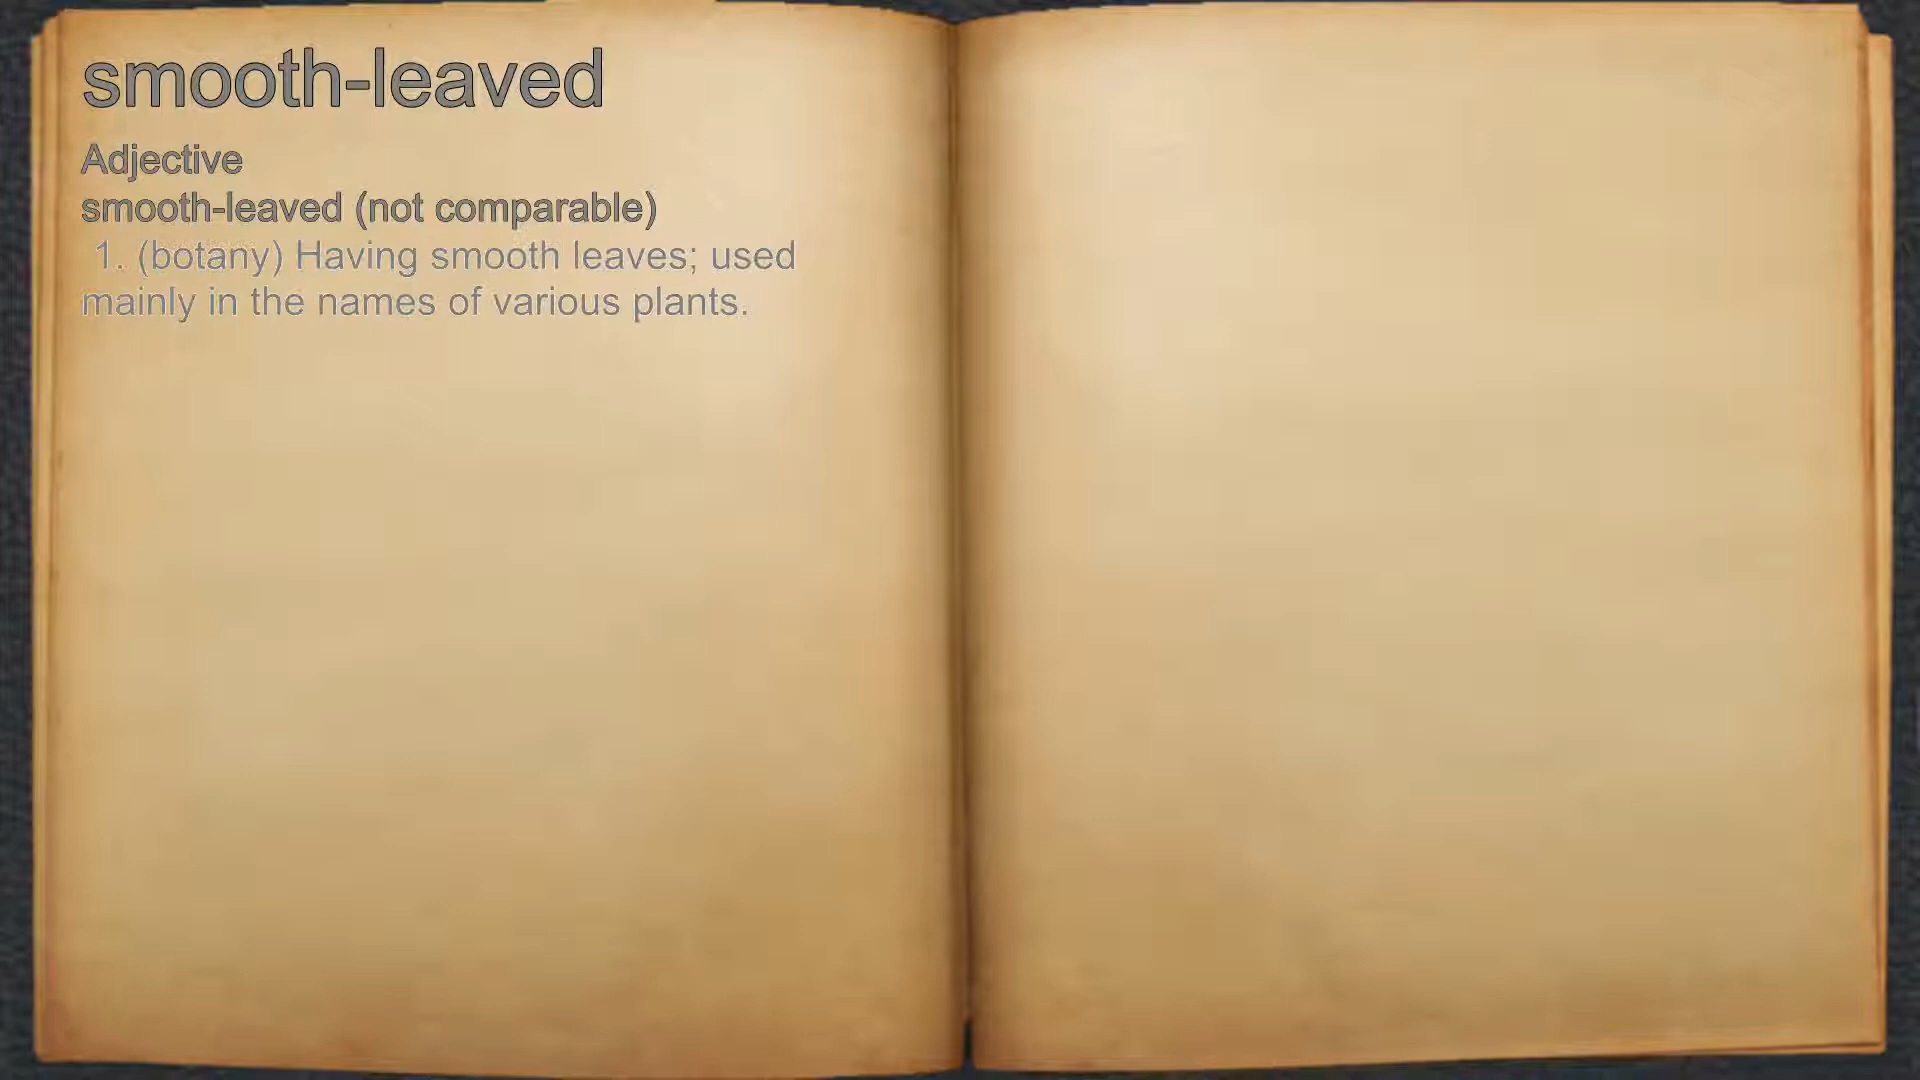 smooth-leaved
Adjective
smooth-leaved (not comparable)
1. (botany) Having smooth leaves; used
mainly in the names of various plants.